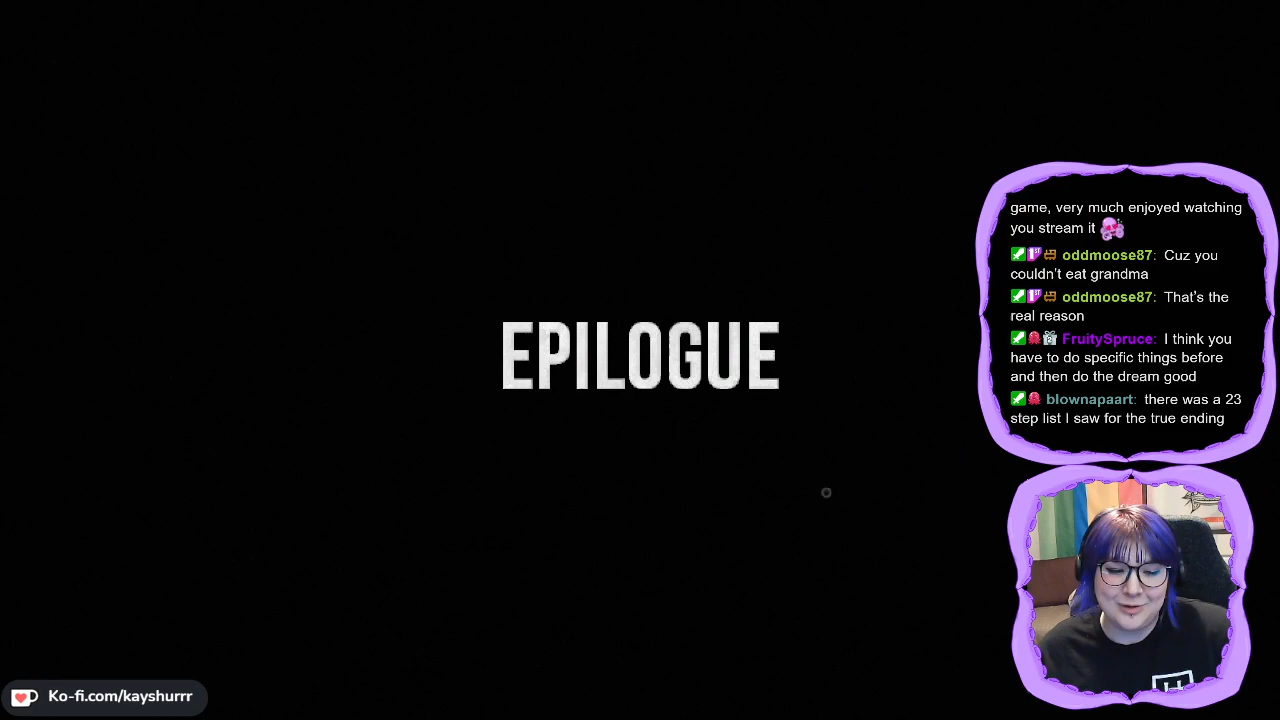 game, very much enjoyed watching
you stream it
oddmoose87: Cuz you
couldn't eat grandma
oddmoose87: That's the
real reason
EPILOGUE
FruitySpruce: I think you
have to do specific things before
and then do the dream good
blownapaart: there was a 23
step list I saw for the true ending
Ko-fi.com/kayshurrr